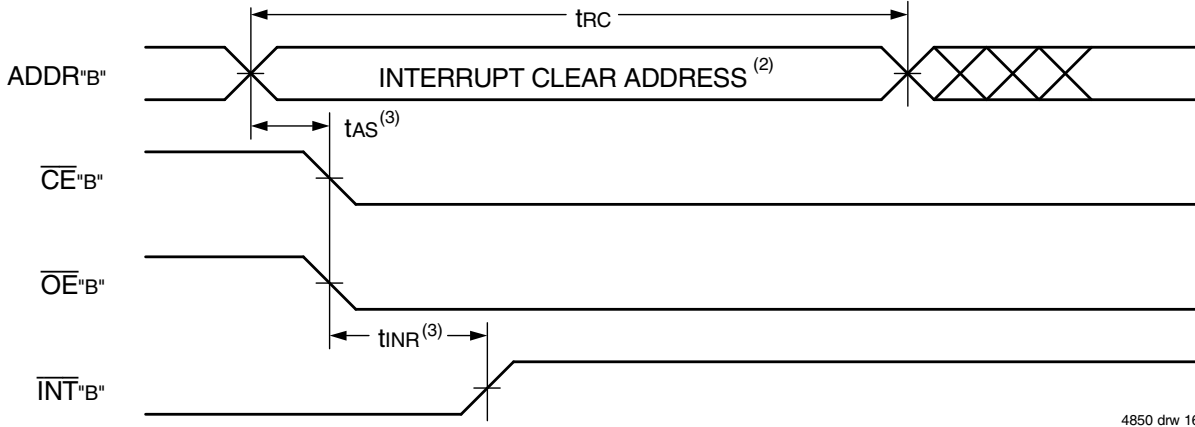 tRC
ADDR"B"
INTERRUPT CLEAR ADDRESS (2)
tAS(3)
CE"B"
OE"B"
tINR(3)
INT"B"
4850 drw 16